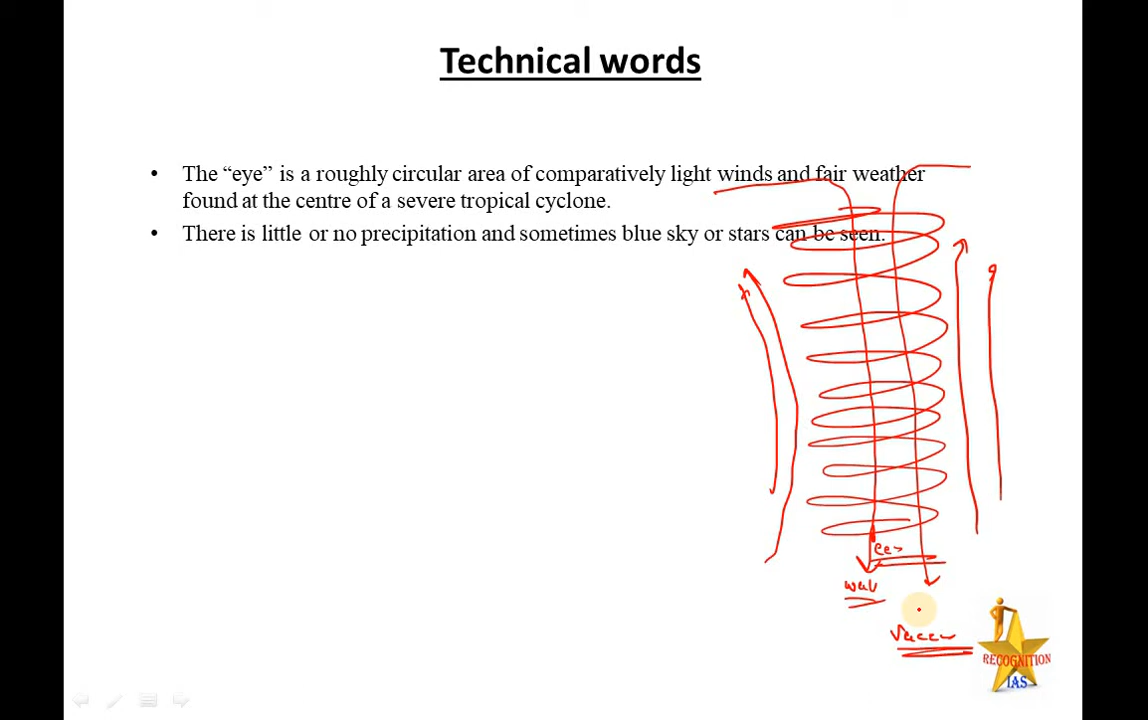 Technical words
• The “eye” is a roughly circular area of comparatively light winds and fair weather
found at the centre of a severe tropical cyclone.
• There is little or no precipitation and sometimes blue sky or stars can be seen.
RECOGNITION
IAS